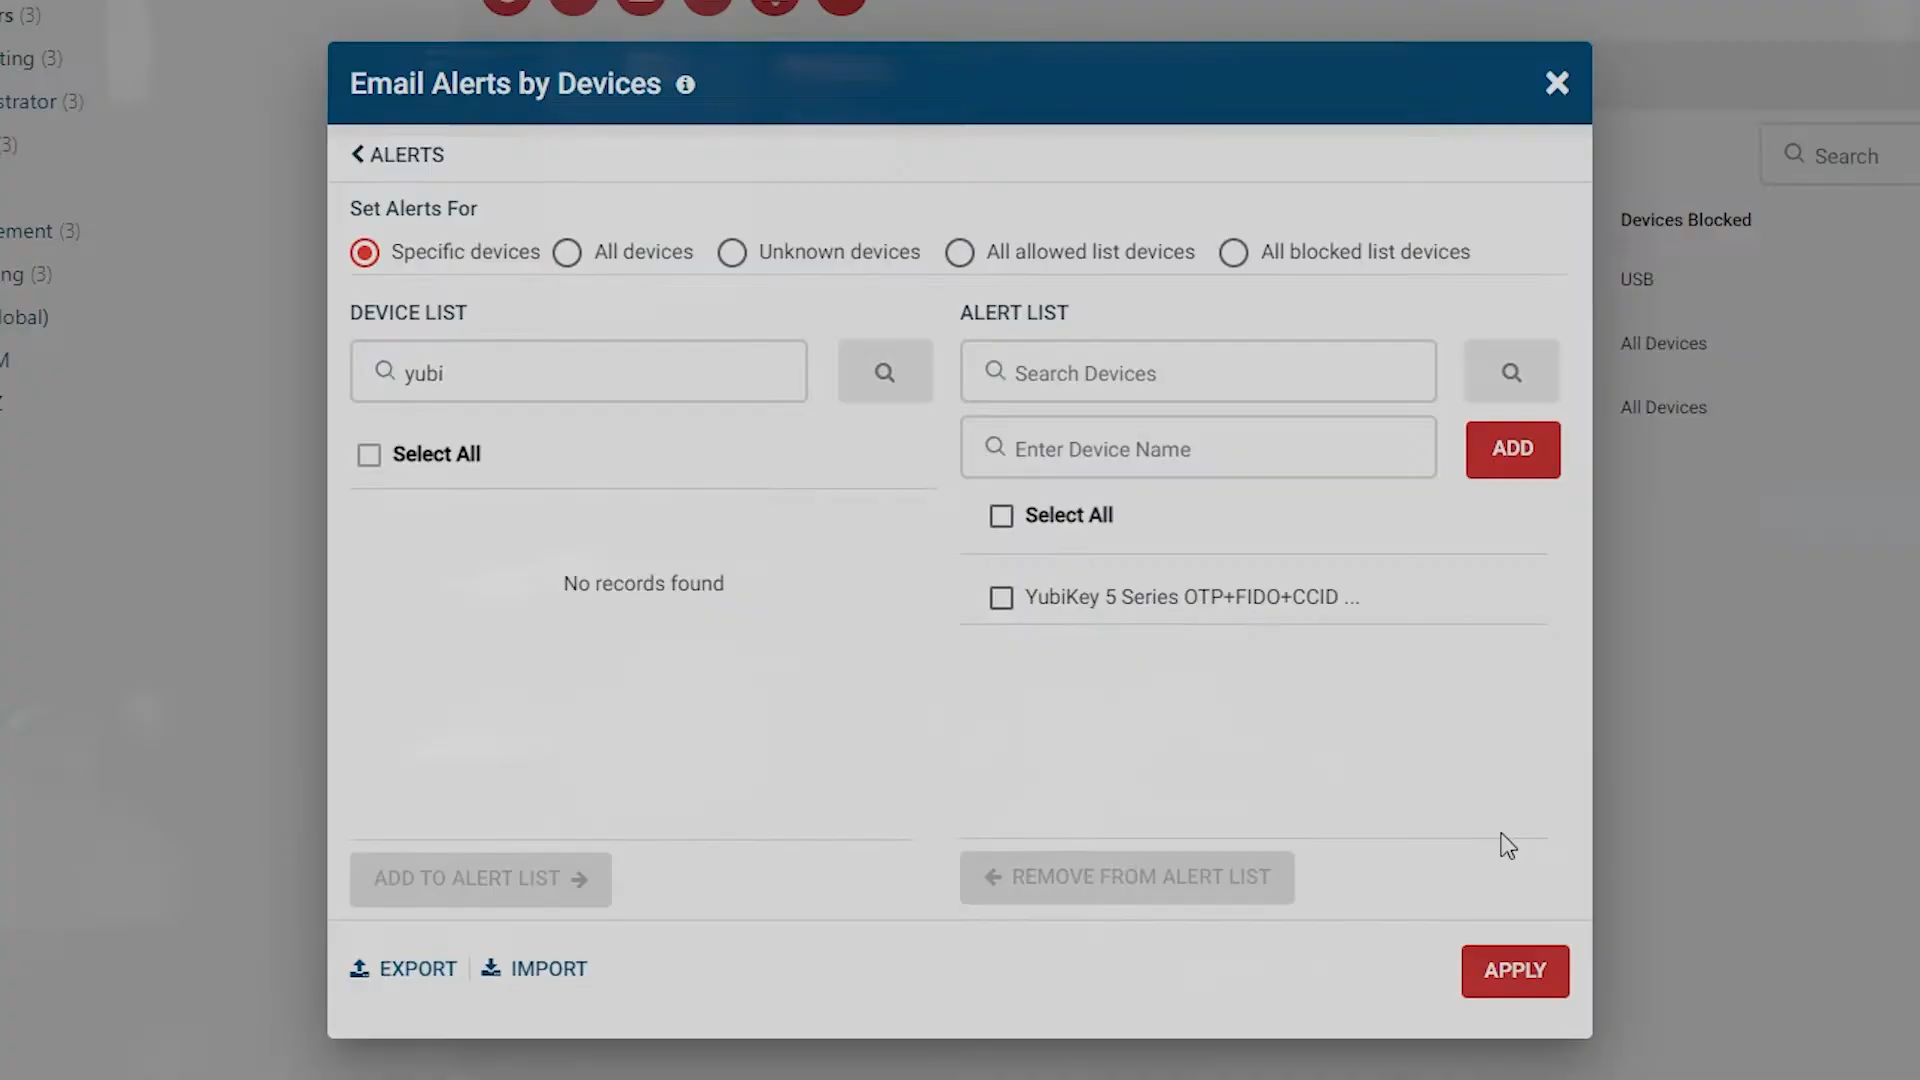 rs (3)
ting (3)
strator (3)
(3)
ement (3)
ng (3)
lobal)
M
Email Alerts by Devices
ALERTS
Set Alerts For
Specific devices
All devices
Unknown devices
All allowed list devices
All blocked list devices
DEVICE LIST
yubi
Select All
No records found
ADD TO ALERT LIST
ALERT LIST
Search Devices
Enter Device Name
ADD
Select All
YubiKey 5 Series OTP+FIDO+CCID ...
REMOVE FROM ALERT LIST
EXPORT
IMPORT
APPLY
Search
Devices Blocked
USB
All Devices
All Devices